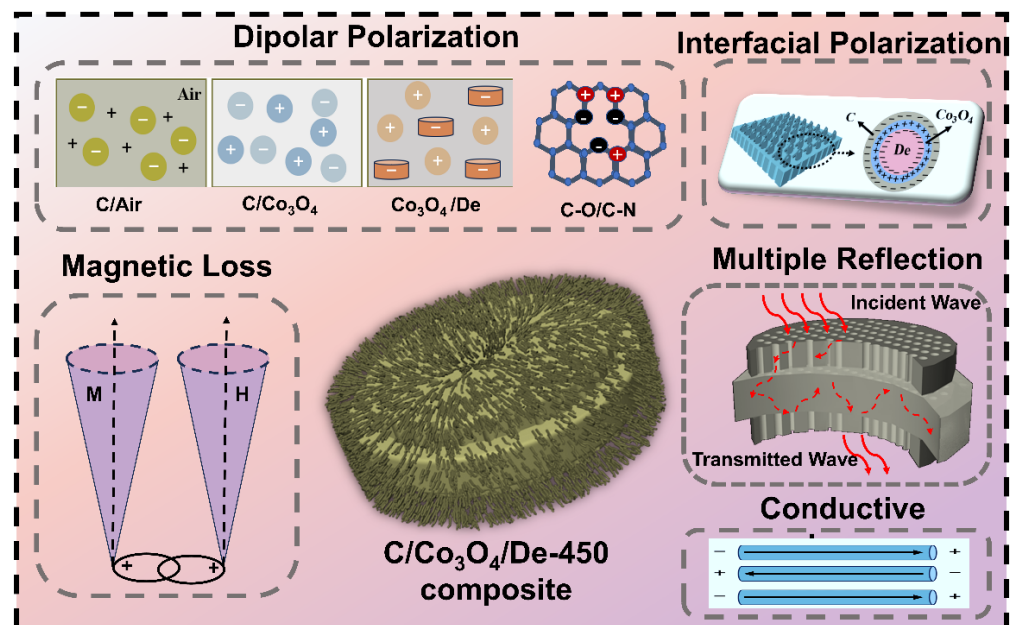 Dipolar Polarization
Interfacial Polarization
Air
C/Air
C/Co₃O₄
Co₃O₄/De
C-O/C-N
C
Co₃O₄
De
Magnetic Loss
M
H
Multiple Reflection
Incident Wave
Transmitted Wave
C/Co₃O₄/De-450
composite
Conductive